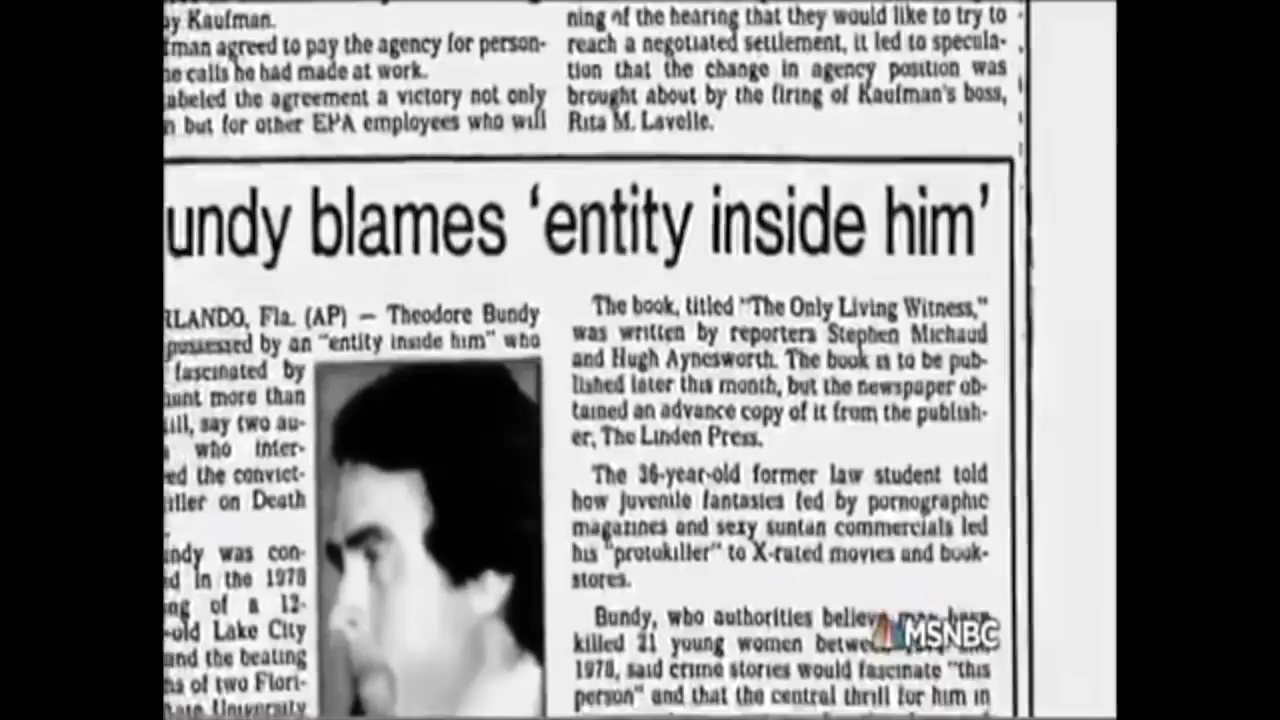 by Kaufman.
man agreed to pay the agency for person-
e calls he had made at work.
abeled the agreement a victory not only
but for other EPA employees who will
ning of the hearing that they would like to try to
reach a negotiated settlement, it led to specula-
tion that the change in agency position was
brought about by the firing of Kaufman's boss,
Rita M. Lavelle.
undy blames 'entity inside him'
RLANDO, Fla. (AP) — Theodore Bundy
possessed by an "entity inside him" who
fascinated by
unt more than
ill, say two au-
who inter-
ed the convict-
iller on Death
ndy was con-
d in the 1978
ng of a 12-
-old Lake City
and the beating
hs of two Flori-
ate University
The book, titled "The Only Living Witness,"
was written by reporters Stephen Michaud
and Hugh Aynesworth. The book is to be pub-
lished later this month, but the newspaper ob-
tained an advance copy of it from the publish-
er, The Linden Press.
The 36-year-old former law student told
how juvenile fantasies fed by pornographic
magazines and sexy suntan commercials led
his "protokiller" to X-rated movies and book-
stores.
Bundy, who authorities believe may have
killed 21 young women betwe
1978, said crime stories would fascinate "this
person" and that the central thrill for him in
MSNBC